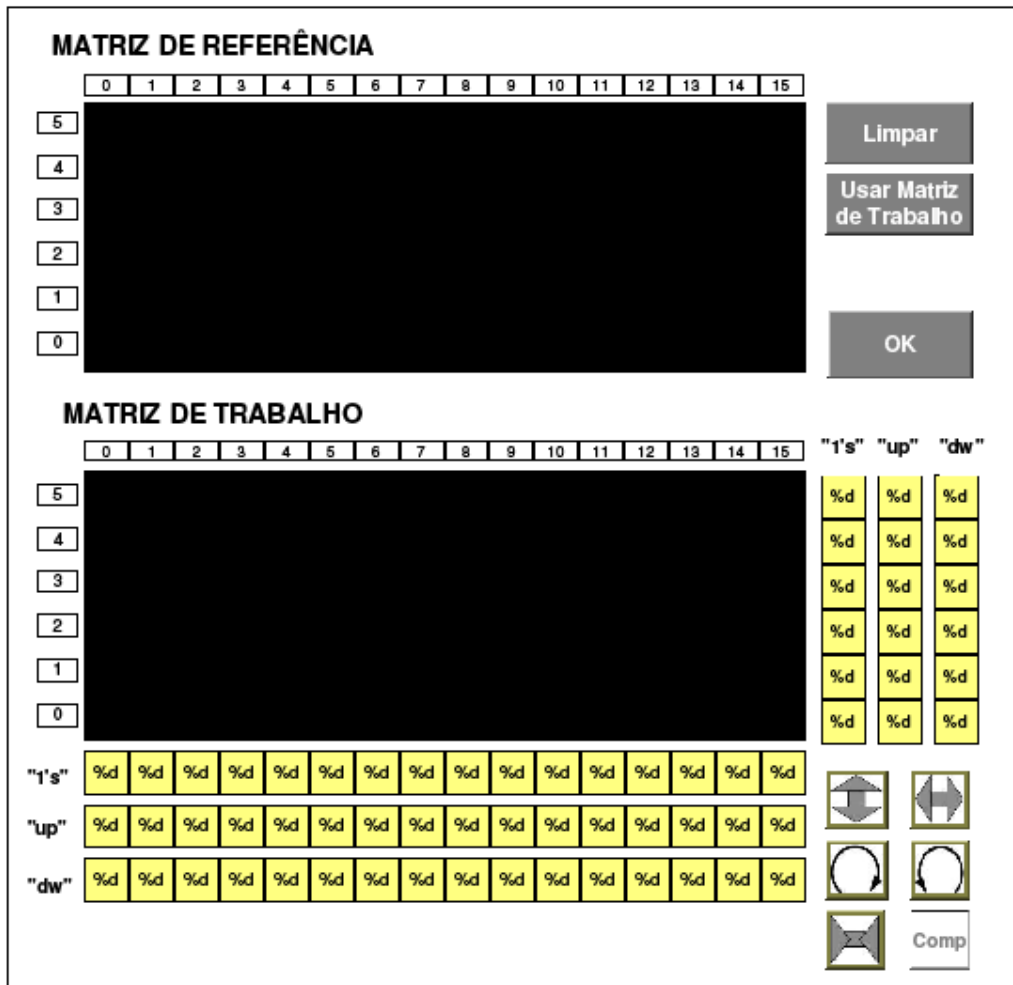 MATRIZ DE REFERÊNCIA
0 1 2 3 4 5 6 7 8 9 10 11 12 13 14 15
5
4
3
2
1
0
Limpar
Usar Matriz
de Trabalho
OK
MATRIZ DE TRABALHO
0 1 2 3 4 5 6 7 8 9 10 11 12 13 14 15
"1's" "up" "dw"
5 %d %d %d
4 %d %d %d
3 %d %d %d
2 %d %d %d
1 %d %d %d
0 %d %d %d
"1's" %d %d %d %d %d %d %d %d %d %d %d %d %d %d %d %d
"up" %d %d %d %d %d %d %d %d %d %d %d %d %d %d %d %d
"dw" %d %d %d %d %d %d %d %d %d %d %d %d %d %d %d %d
Comp